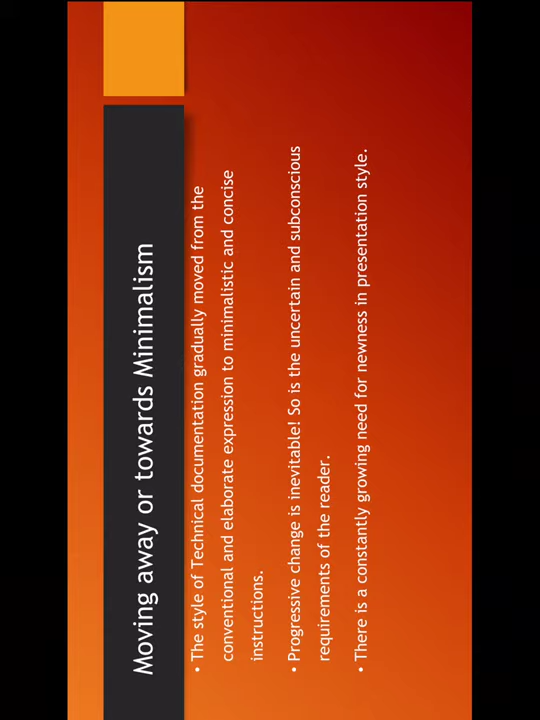 Moving away or towards Minimalism
• The style of Technical documentation gradually moved from the
conventional and elaborate expression to minimalistic and concise
instructions.
• Progressive change is inevitable! So is the uncertain and subconscious
requirements of the reader.
• There is a constantly growing need for newness in presentation style.